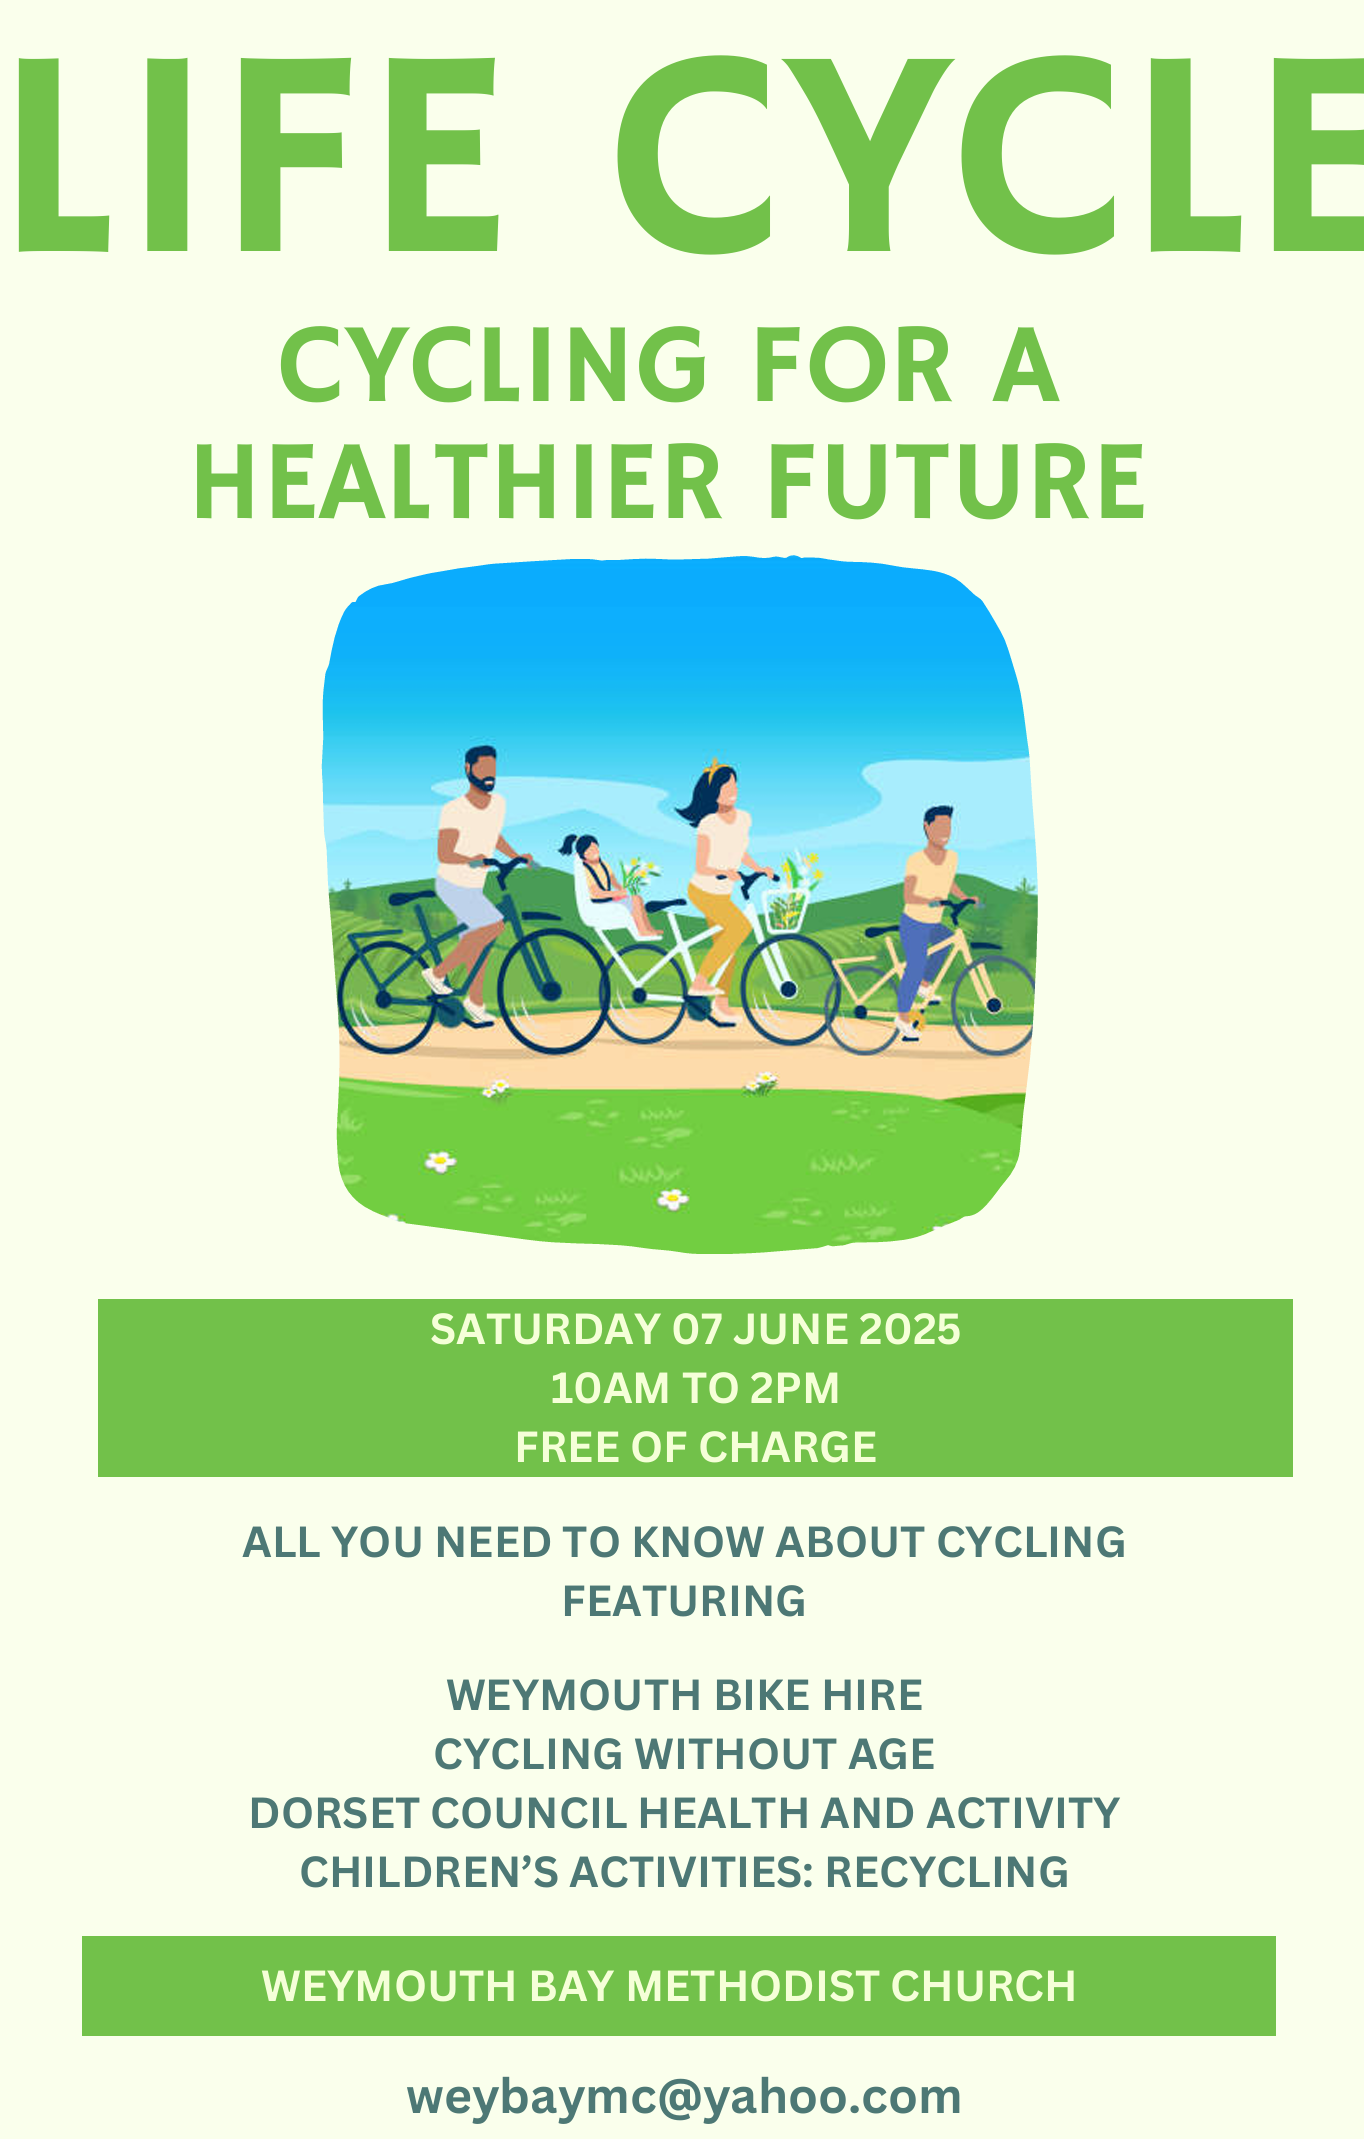 LIFE CYCLE
CYCLING FOR A
HEALTHIER FUTURE
SATURDAY 07 JUNE 2025
10AM TO 2PM
FREE OF CHARGE
ALL YOU NEED TO KNOW ABOUT CYCLING
FEATURING
WEYMOUTH BIKE HIRE
CYCLING WITHOUT AGE
DORSET COUNCIL HEALTH AND ACTIVITY
CHILDREN’S ACTIVITIES: RECYCLING
WEYMOUTH BAY METHODIST CHURCH
weybaymc@yahoo.com